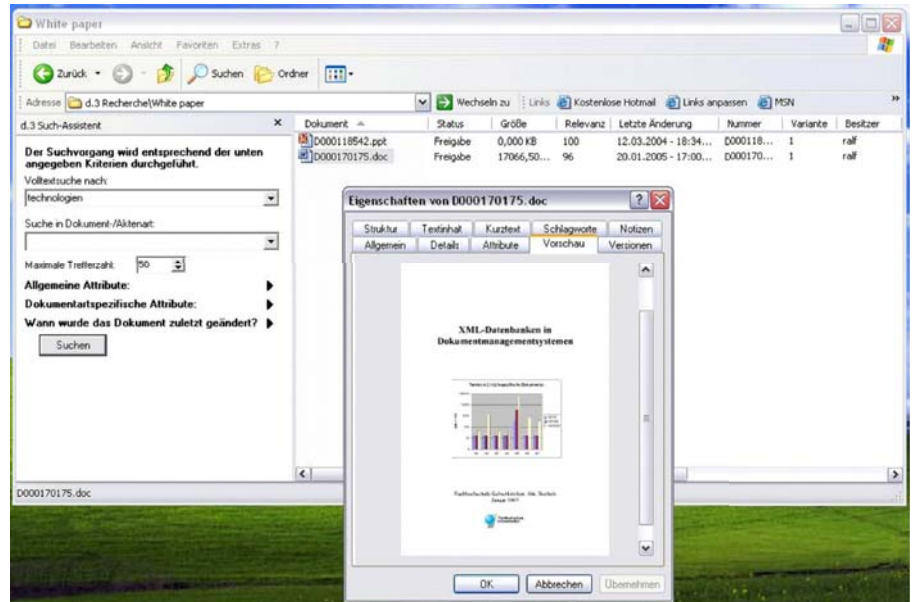 White paper
Datei Bearbeiten Ansicht Favoriten Extras ?
Zurück Suchen Ordner
Adresse d.3 Recherche\White paper Wechseln zu Links Kostenlose Hotmail Links anpassen MSN »
d.3 Such-Assistent
Der Suchvorgang wird entsprechend der unten
angegeben Kriterien durchgeführt.
Volltextsuche nach:
technologien
Suche in Dokument-/Aktenart:
Maximale Trefferzahl: 50
Allgemeine Attribute:
Dokumentartspezifische Attribute:
Wann wurde das Dokument zuletzt geändert?
Suchen
Dokument Status Größe Relevanz Letzte Änderung Nummer Variante Besitzer
D000118542.ppt Freigabe 0,000 KB 100 12.03.2004 - 18:34... D000118... 1 ralf
D000170175.doc Freigabe 17066,50... 96 20.01.2005 - 17:00... D000170... 1 ralf
Eigenschaften von D000170175.doc
Struktur Textinhalt Kurztext Schlagworte Notizen
Allgemein Details Attribute Vorschau Versionen
XML-Datenbanken in
Dokumentmanagementsystemen
OK Abbrechen Übernehmen
D000170175.doc